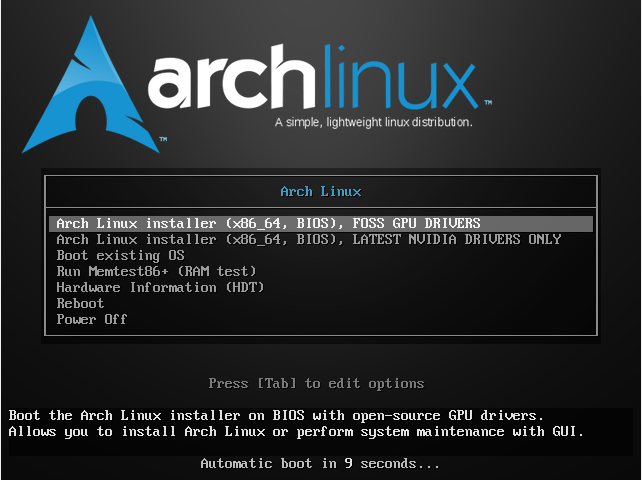 archlinux™
A simple, lightweight linux distribution.
™
Arch Linux
Arch Linux installer (x86_64, BIOS), FOSS GPU DRIVERS
Arch Linux installer (x86_64, BIOS), LATEST NVIDIA DRIVERS ONLY
Boot existing OS
Run Memtest86+ (RAM test)
Hardware Information (HDT)
Reboot
Power Off
Press [Tab] to edit options
Boot the Arch Linux installer on BIOS with open-source GPU drivers.
Allows you to install Arch Linux or perform system maintenance with GUI.
Automatic boot in 9 seconds...